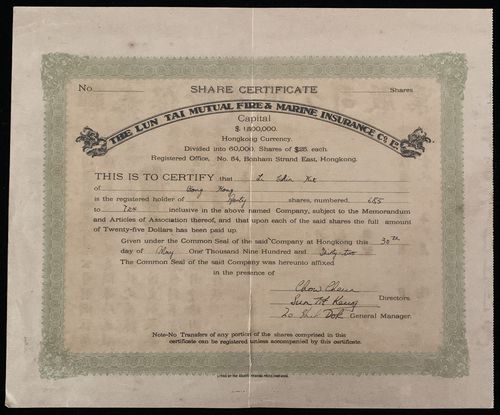 No. Shares
SHARE CERTIFICATE
THE LUN TAI MUTUAL FIRE & MARINE INSURANCE CO. LD.
Capital
$ 1,500,000.
Hongkong Currency.
Divided into 60,000, Shares of $25. each.
Registered Office, No. 54, Bonham Strand East, Hongkong.
THIS IS TO CERTIFY that L. Kit
of Hong Kong
is the registered holder of Forty shares, numbered 685
to 724 inclusive in the above named Company, subject to the Memorandum
and Articles of Association thereof, and that upon each of the said shares the full amount
of Twenty-five Dollars has been paid up.
Given under the Common Seal of the said Company at Hongkong this 30th
day of May One Thousand Nine Hundred and Thirty-two
The Common Seal of the said Company was hereunto affixed
in the presence of
Chow
Sun Kang Directors.
Lo Dok General Manager.
Note-No Transfers of any portion of the shares comprised in this
certificate can be registered unless accompanied by this certificate.